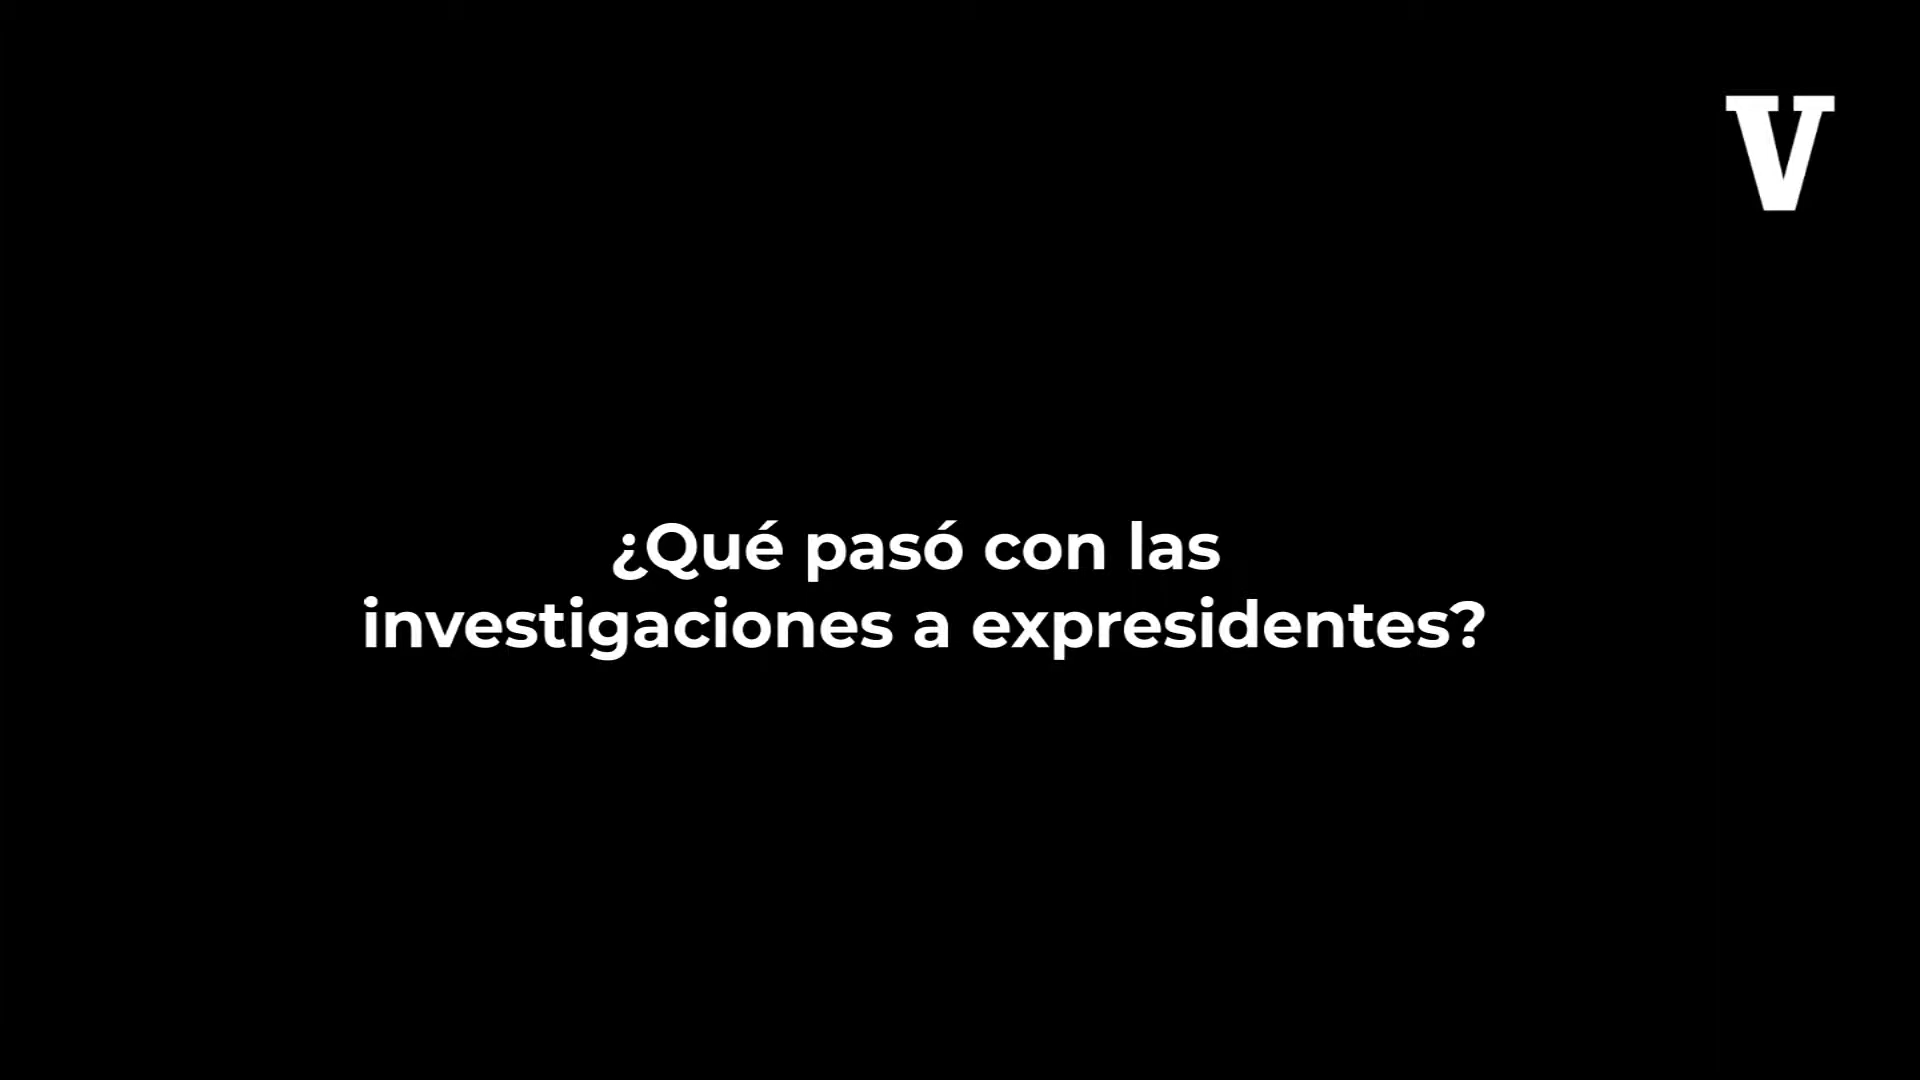 V
¿Qué pasó con las
investigaciones a expresidentes?